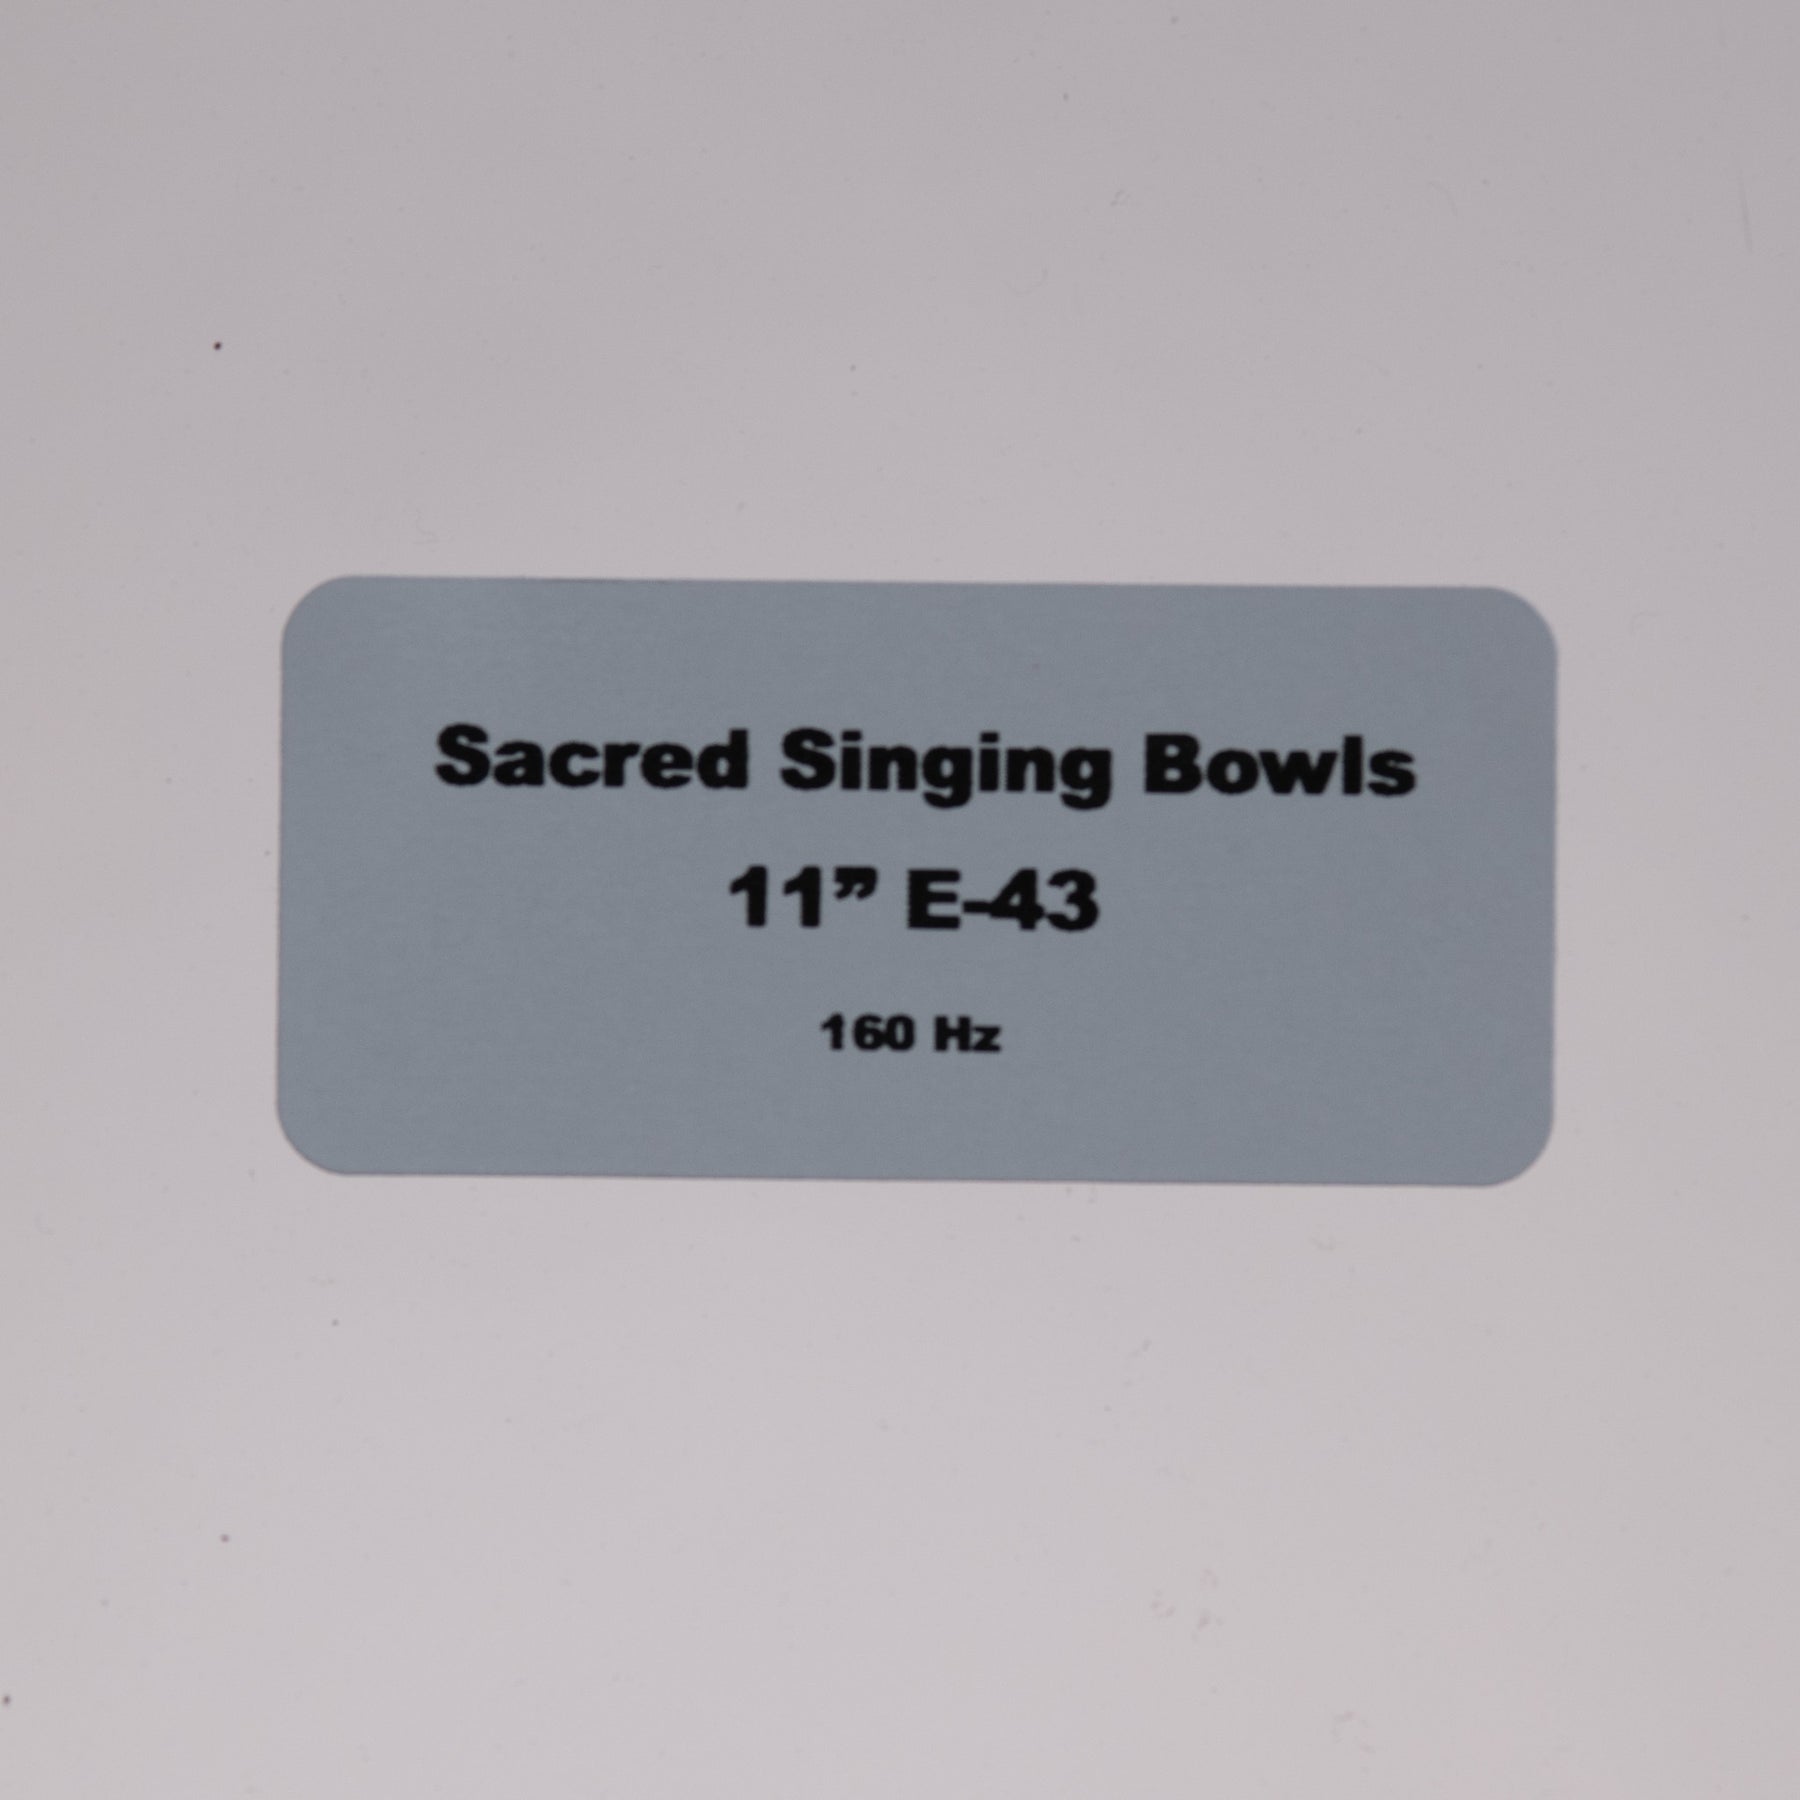 Sacred Singing Bowls
11” E-43
160 Hz